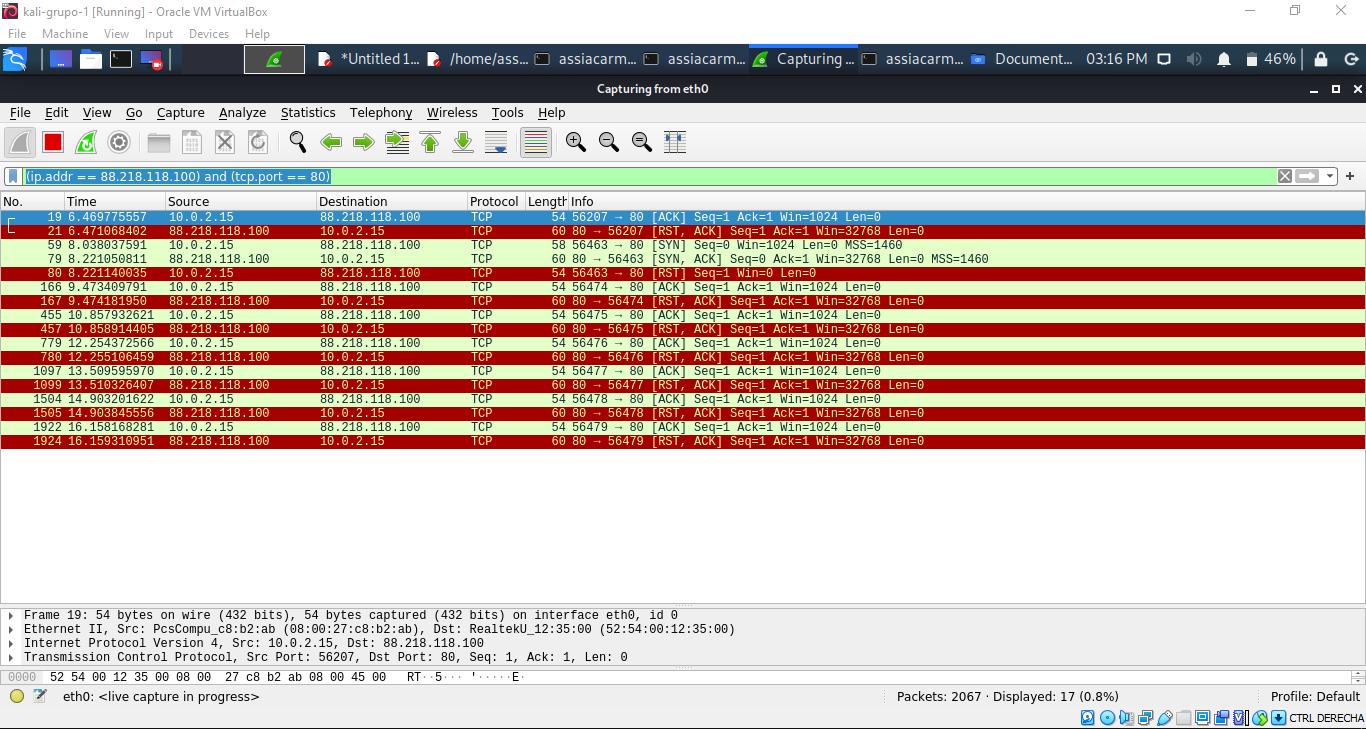 kali-grupo-1 [Running] - Oracle VM VirtualBox
File Machine View Input Devices Help
*Untitled 1... /home/ass... assiacarm... assiacarm... Capturing ... assiacarm... Document... 03:16 PM 46%
Capturing from eth0
File Edit View Go Capture Analyze Statistics Telephony Wireless Tools Help
(ip.addr == 88.218.118.100) and (tcp.port == 80)
No. Time Source Destination Protocol Length Info
19 6.469775557 10.0.2.15 88.218.118.100 TCP 54 56207 → 80 [ACK] Seq=1 Ack=1 Win=1024 Len=0
21 6.471068402 88.218.118.100 10.0.2.15 TCP 60 80 → 56207 [RST, ACK] Seq=1 Ack=1 Win=32768 Len=0
59 8.038037591 10.0.2.15 88.218.118.100 TCP 58 56463 → 80 [SYN] Seq=0 Win=1024 Len=0 MSS=1460
79 8.221050811 88.218.118.100 10.0.2.15 TCP 60 80 → 56463 [SYN, ACK] Seq=0 Ack=1 Win=32768 Len=0 MSS=1460
80 8.221140035 10.0.2.15 88.218.118.100 TCP 54 56463 → 80 [RST] Seq=1 Win=0 Len=0
166 9.473409791 10.0.2.15 88.218.118.100 TCP 54 56474 → 80 [ACK] Seq=1 Ack=1 Win=1024 Len=0
167 9.474181950 88.218.118.100 10.0.2.15 TCP 60 80 → 56474 [RST, ACK] Seq=1 Ack=1 Win=32768 Len=0
455 10.857932621 10.0.2.15 88.218.118.100 TCP 54 56475 → 80 [ACK] Seq=1 Ack=1 Win=1024 Len=0
457 10.858914405 88.218.118.100 10.0.2.15 TCP 60 80 → 56475 [RST, ACK] Seq=1 Ack=1 Win=32768 Len=0
779 12.254372566 10.0.2.15 88.218.118.100 TCP 54 56476 → 80 [ACK] Seq=1 Ack=1 Win=1024 Len=0
780 12.255106459 88.218.118.100 10.0.2.15 TCP 60 80 → 56476 [RST, ACK] Seq=1 Ack=1 Win=32768 Len=0
1097 13.509595970 10.0.2.15 88.218.118.100 TCP 54 56477 → 80 [ACK] Seq=1 Ack=1 Win=1024 Len=0
1099 13.510326407 88.218.118.100 10.0.2.15 TCP 60 80 → 56477 [RST, ACK] Seq=1 Ack=1 Win=32768 Len=0
1504 14.903201622 10.0.2.15 88.218.118.100 TCP 54 56478 → 80 [ACK] Seq=1 Ack=1 Win=1024 Len=0
1505 14.903845556 88.218.118.100 10.0.2.15 TCP 60 80 → 56478 [RST, ACK] Seq=1 Ack=1 Win=32768 Len=0
1922 16.158168281 10.0.2.15 88.218.118.100 TCP 54 56479 → 80 [ACK] Seq=1 Ack=1 Win=1024 Len=0
1924 16.159310951 88.218.118.100 10.0.2.15 TCP 60 80 → 56479 [RST, ACK] Seq=1 Ack=1 Win=32768 Len=0
Frame 19: 54 bytes on wire (432 bits), 54 bytes captured (432 bits) on interface eth0, id 0
Ethernet II, Src: PcsCompu_c8:b2:ab (08:00:27:c8:b2:ab), Dst: RealtekU_12:35:00 (52:54:00:12:35:00)
Internet Protocol Version 4, Src: 10.0.2.15, Dst: 88.218.118.100
Transmission Control Protocol, Src Port: 56207, Dst Port: 80, Seq: 1, Ack: 1, Len: 0
0000 52 54 00 12 35 00 08 00 27 c8 b2 ab 08 00 45 00 RT··5··· '·····E·
eth0: <live capture in progress> Packets: 2067 · Displayed: 17 (0.8%) Profile: Default
CTRL DERECHA